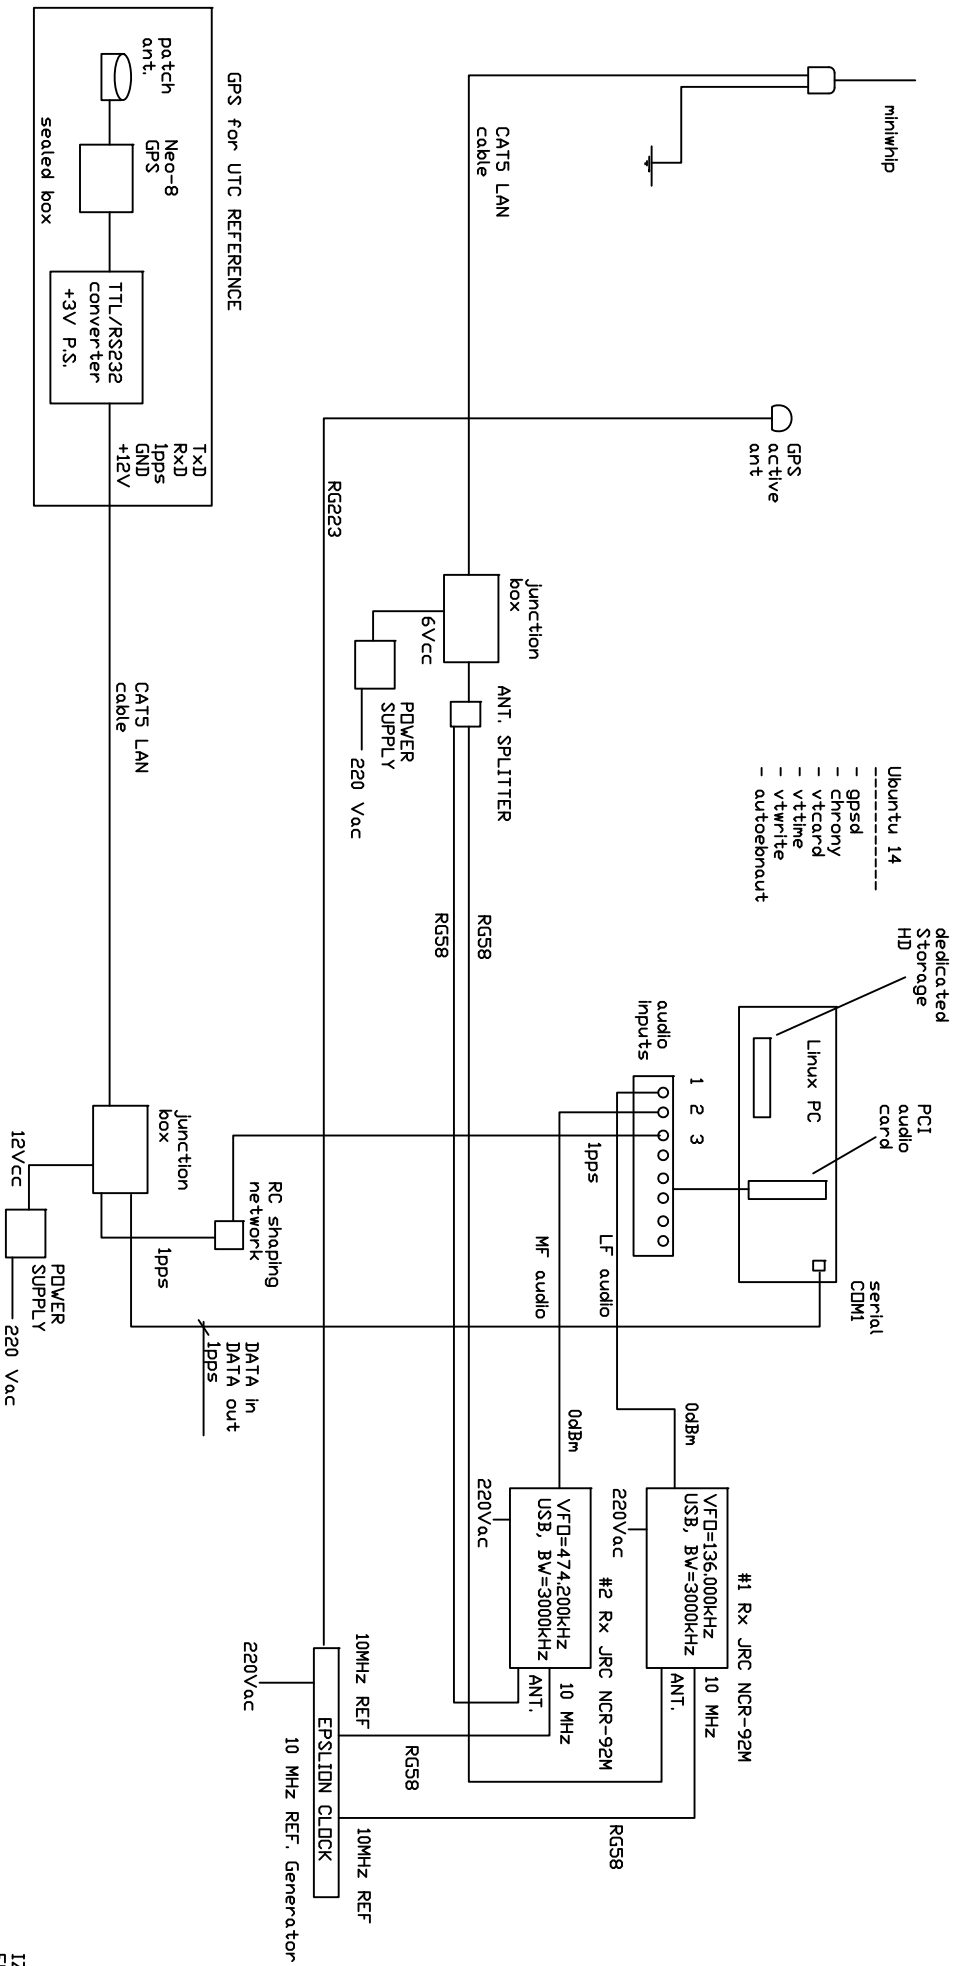 miniwhip
CAT5 LAN
cable
GPS
active
ant
RG223
junction
box
6Vcc
POWER
SUPPLY
220 Vac
ANT. SPLITTER
RG58
RG58
Ubuntu 14
-----------
- gpsd
- chrony
- vtcard
- vttime
- vtwrite
- autoebnaut
dedicated
Storage
HD
Linux PC
PCI
audio
card
serial
COM1
audio
inputs
1 2 3
1pps
LF audio
MF audio
0dBm
0dBm
#1 Rx JRC NCR-92M
VFO=136.000kHz
USB, BW=3000kHz
220Vac
10 MHz
ANT.
#2 Rx JRC NCR-92M
VFO=474.200kHz
USB, BW=3000kHz
220Vac
10 MHz
ANT.
RG58
RG58
10MHz REF
10MHz REF
EPSLION CLOCK
220Vac
10 MHz REF. Generator
GPS for UTC REFERENCE
patch
ant.
Neo-8
GPS
TTL/RS232
converter
+3V P.S.
sealed box
TxD
RxD
1pps
GND
+12V
CAT5 LAN
cable
junction
box
12Vcc
POWER
SUPPLY
220 Vac
RC shaping
network
1pps
DATA in
DATA out
1pps